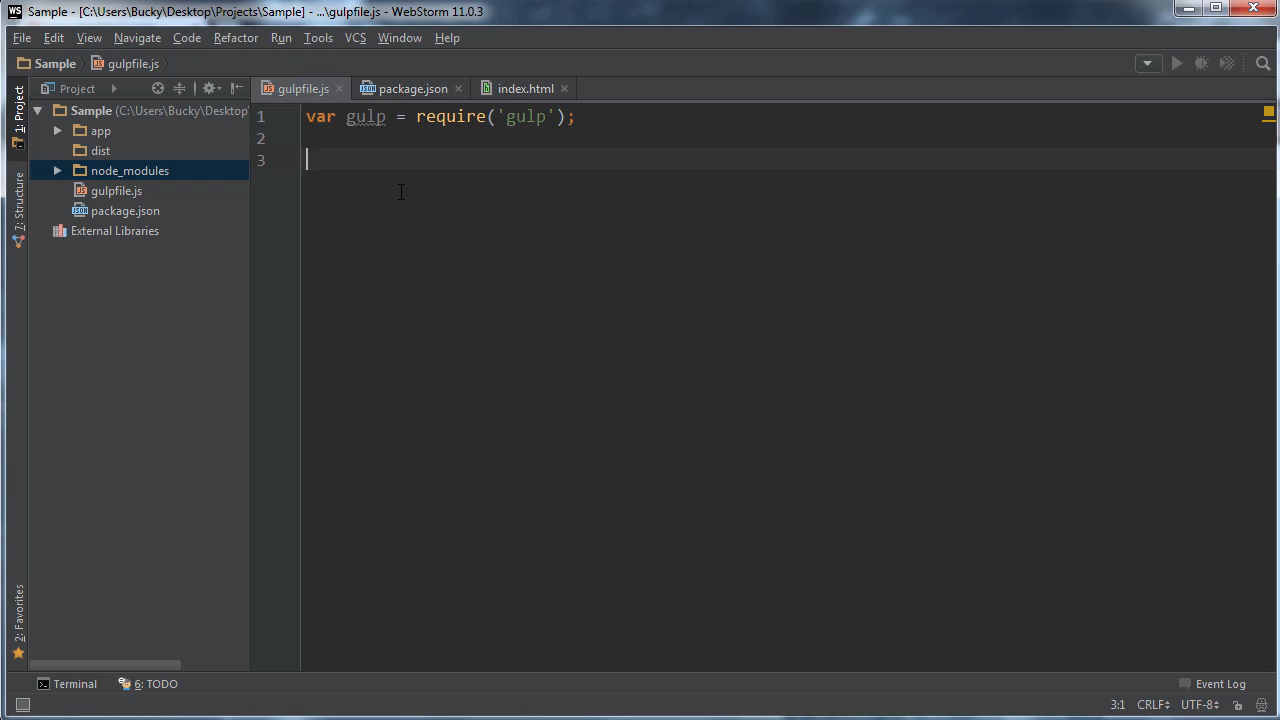 WS Sample - [C:\Users\Bucky\Desktop\Projects\Sample] - ...\gulpfile.js - WebStorm 11.0.3
File Edit View Navigate Code Refactor Run Tools VCS Window Help
Sample gulpfile.js
1: Project
Project
gulpfile.js package.json index.html
Sample (C:\Users\Bucky\Desktop
app
dist
node_modules
gulpfile.js
package.json
External Libraries
7: Structure
2: Favorites
1 var gulp = require('gulp');
2
3
Terminal 6: TODO Event Log
3:1 CRLF UTF-8